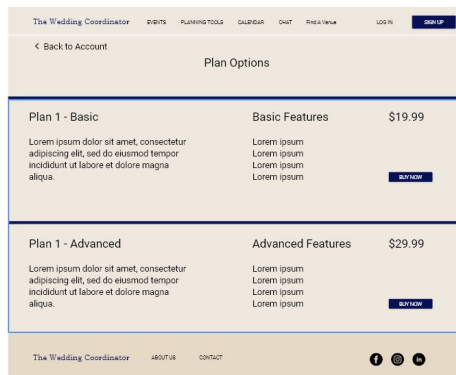 The Wedding Coordinator EVENTS PLANNING TOOLS CALENDAR CHAT Find A Venue LOG IN SIGN UP
< Back to Account
Plan Options
Plan 1 - Basic Basic Features $19.99
Lorem ipsum dolor sit amet, consectetur Lorem ipsum
adipiscing elit, sed do eiusmod tempor Lorem ipsum
incididunt ut labore et dolore magna Lorem ipsum
aliqua. Lorem ipsum BUY NOW
Plan 1 - Advanced Advanced Features $29.99
Lorem ipsum dolor sit amet, consectetur Lorem ipsum
adipiscing elit, sed do eiusmod tempor Lorem ipsum
incididunt ut labore et dolore magna Lorem ipsum
aliqua. Lorem ipsum BUY NOW
The Wedding Coordinator ABOUT US CONTACT f in